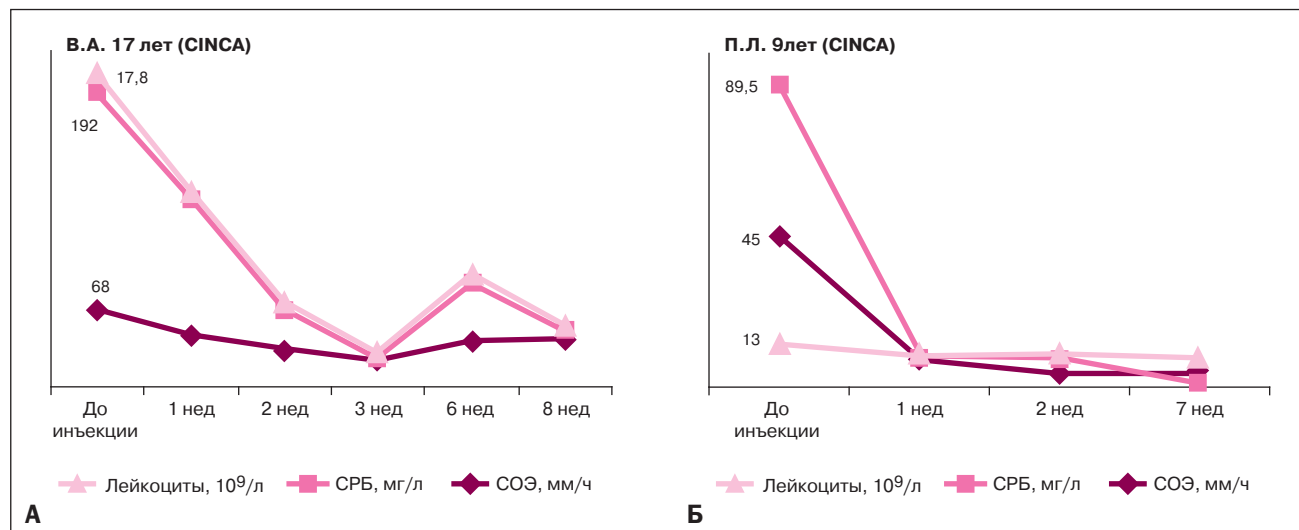 В.А. 17 лет (CINCA)
17,8
192
68
До инъекции
1 нед
2 нед
3 нед
6 нед
8 нед
Лейкоциты, 10⁹/л
СРБ, мг/л
СОЭ, мм/ч
А
П.Л. 9лет (CINCA)
89,5
45
13
До инъекции
1 нед
2 нед
7 нед
Лейкоциты, 10⁹/л
СРБ, мг/л
СОЭ, мм/ч
Б